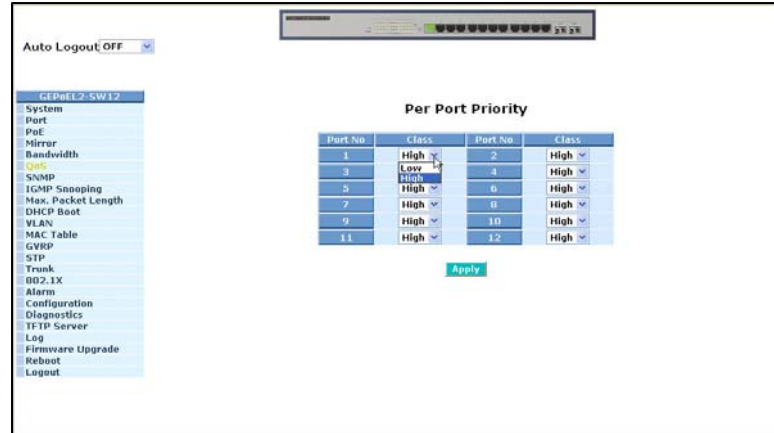 Auto Logout OFF
GEPoEL2-SW12
System
Port
PoE
Mirror
Bandwidth
QoS
SNMP
IGMP Snooping
Max. Packet Length
DHCP Boot
VLAN
MAC Table
GVRP
STP
Trunk
802.1X
Alarm
Configuration
Diagnostics
TFTP Server
Log
Firmware Upgrade
Reboot
Logout
Per Port Priority
Port No Class Port No Class
1 High 2 High
Low
High
3 4 High
5 High 6 High
7 High 8 High
9 High 10 High
11 High 12 High
Apply